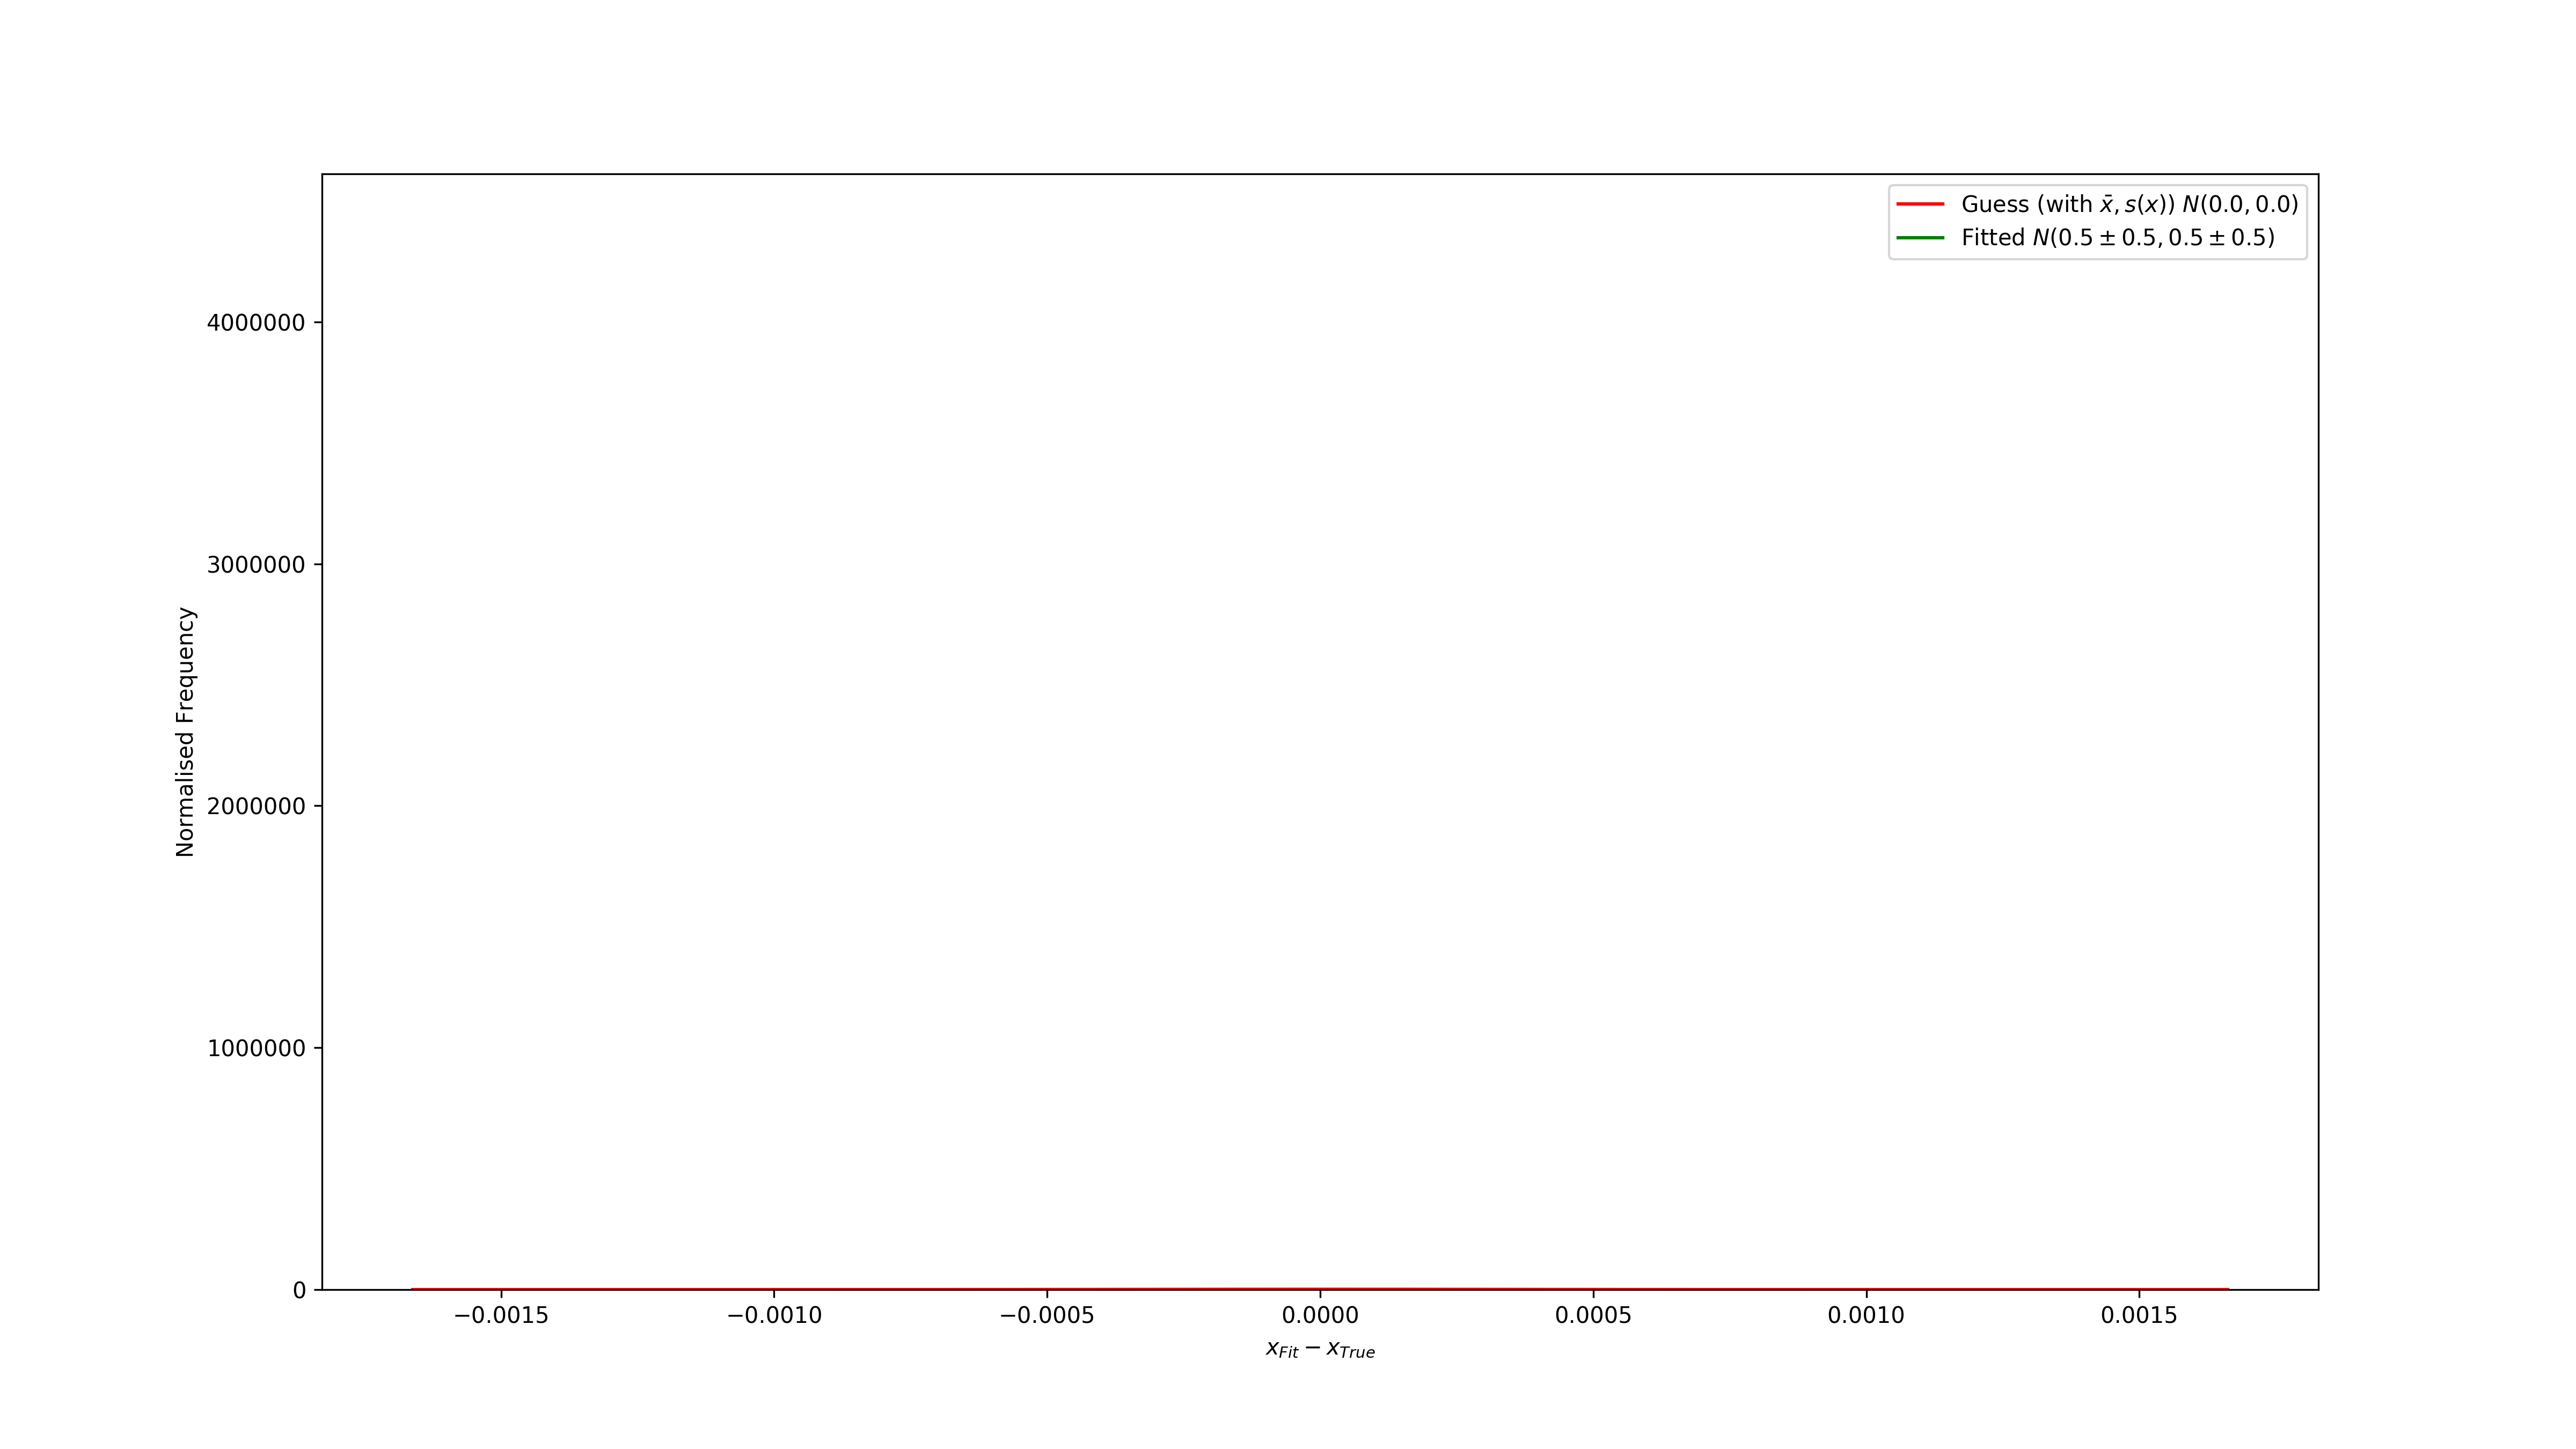 Guess (with x̄, s(x)) N(0.0, 0.0)
Fitted N(0.5 ± 0.5, 0.5 ± 0.5)
4000000
3000000
2000000
1000000
0
Normalised Frequency
−0.0015 −0.0010 −0.0005 0.0000 0.0005 0.0010 0.0015
x_Fit − x_True